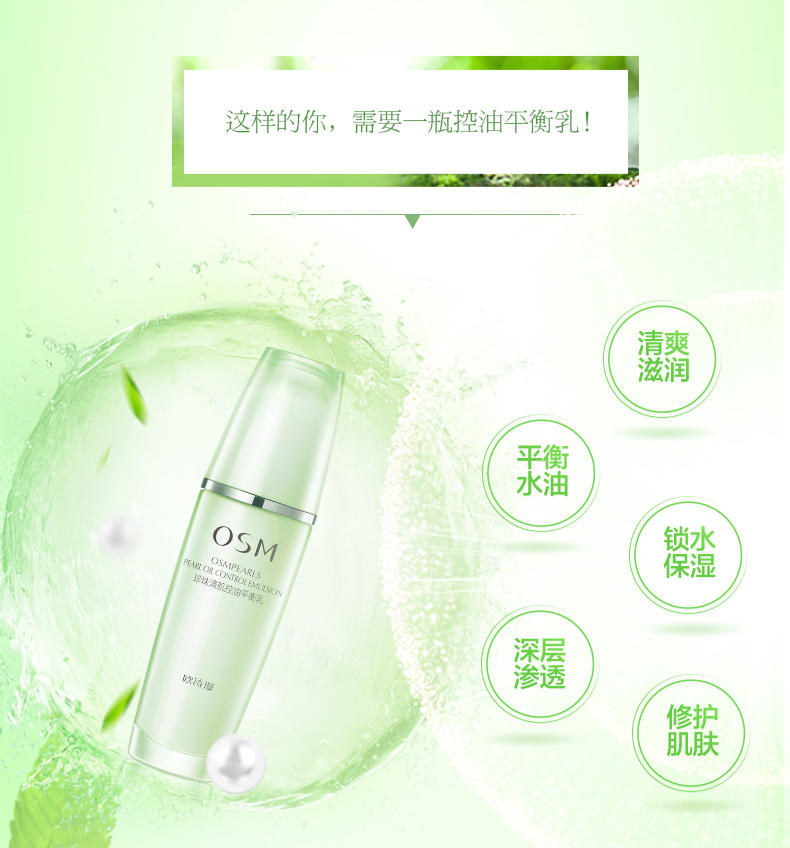 这样的你，需要一瓶控油平衡乳！
清爽
滋润
平衡
水油
锁水
保湿
深层
渗透
修护
肌肤
OSM
OSMPEARLS
PEARL OIL CONTROL EMULSION
珍珠清肌控油平衡乳
欧诗漫